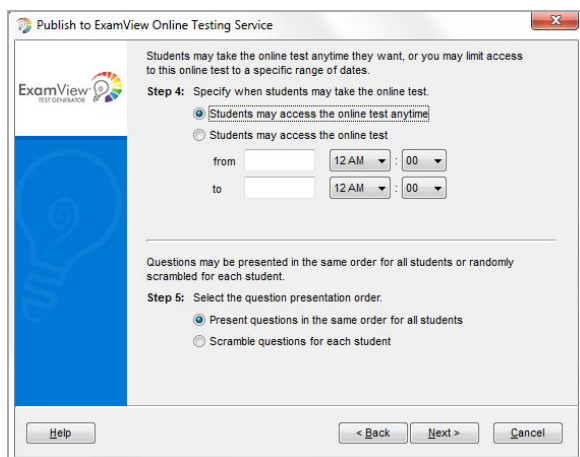 Publish to ExamView Online Testing Service
ExamView
TEST GENERATOR
Students may take the online test anytime they want, or you may limit access
to this online test to a specific range of dates.
Step 4: Specify when students may take the online test.
Students may access the online test anytime
Students may access the online test
from 12 AM : 00
to 12 AM : 00
Questions may be presented in the same order for all students or randomly
scrambled for each student.
Step 5: Select the question presentation order.
Present questions in the same order for all students
Scramble questions for each student
Help < Back Next > Cancel